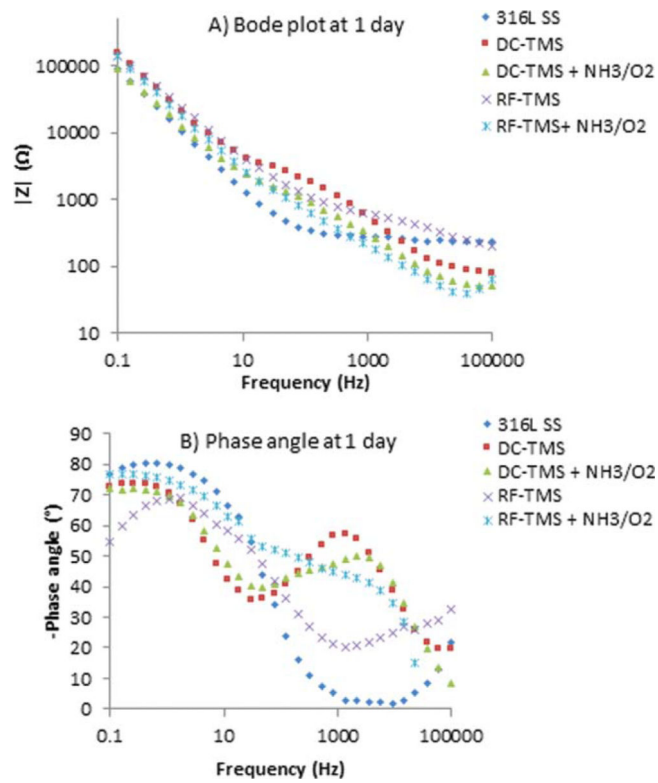 A) Bode plot at 1 day
|Z| (Ω)
100000
10000
1000
100
10
0.1
10
1000
100000
Frequency (Hz)
316L SS
DC-TMS
DC-TMS + NH3/O2
RF-TMS
RF-TMS+ NH3/O2
B) Phase angle at 1 day
-Phase angle (°)
90
80
70
60
50
40
30
20
10
0
0.1
10
1000
100000
Frequency (Hz)
316L SS
DC-TMS
DC-TMS + NH3/O2
RF-TMS
RF-TMS + NH3/O2